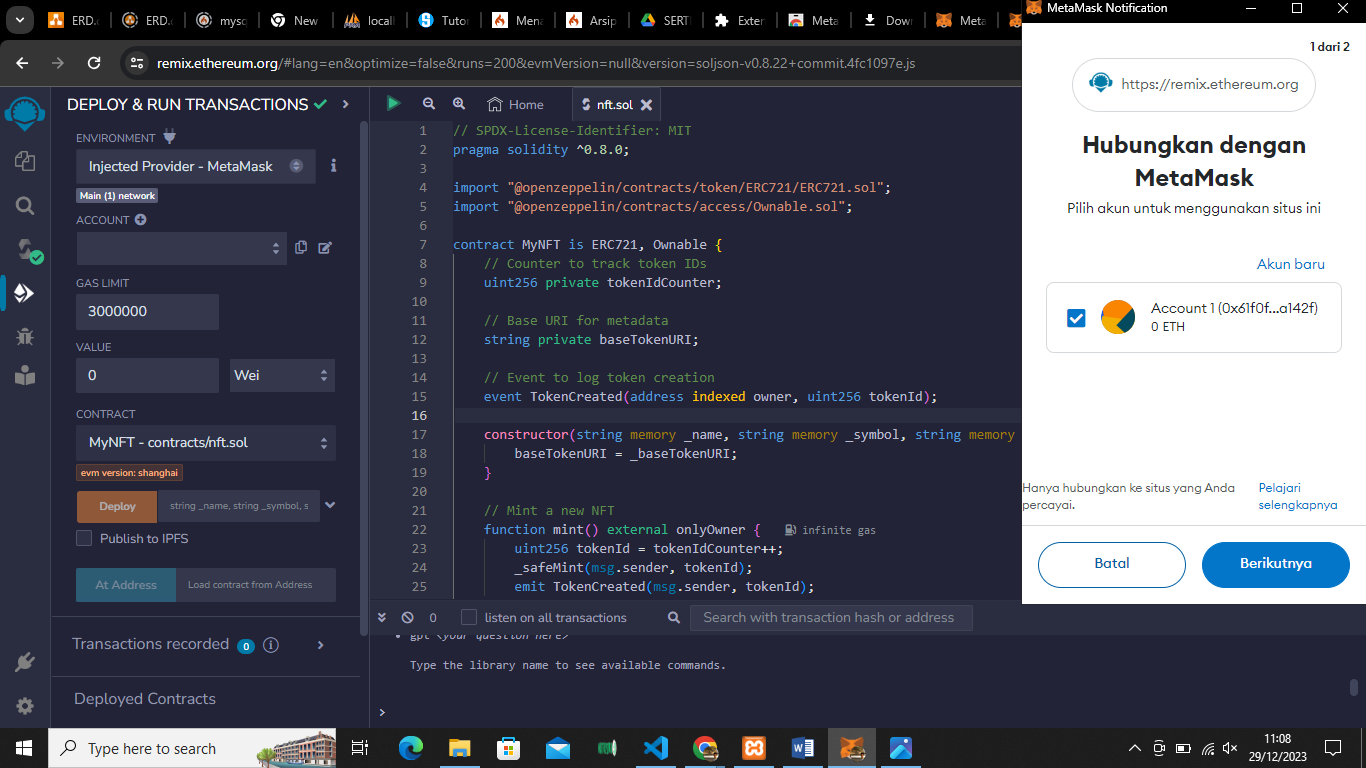 ERD.
ERD.
mysq
New
locall
Tutor
Mena
Arsip
SERTI
Exten
Meta
Down
Meta
MetaMask Notification
remix.ethereum.org/#lang=en&optimize=false&runs=200&evmVersion=null&version=soljson-v0.8.22+commit.4fc1097e.js
DEPLOY & RUN TRANSACTIONS
ENVIRONMENT
Injected Provider - MetaMask
Main (1) network
ACCOUNT
GAS LIMIT
3000000
VALUE
0
Wei
CONTRACT
MyNFT - contracts/nft.sol
evm version: shanghai
Deploy
string _name, string _symbol, s
Publish to IPFS
At Address
Load contract from Address
Transactions recorded 0 i
Deployed Contracts
Home
nft.sol
1 // SPDX-License-Identifier: MIT
2 pragma solidity ^0.8.0;
3
4 import "@openzeppelin/contracts/token/ERC721/ERC721.sol";
5 import "@openzeppelin/contracts/access/Ownable.sol";
6
7 contract MyNFT is ERC721, Ownable {
8 // Counter to track token IDs
9 uint256 private tokenIdCounter;
10
11 // Base URI for metadata
12 string private baseTokenURI;
13
14 // Event to log token creation
15 event TokenCreated(address indexed owner, uint256 tokenId);
16
17 constructor(string memory _name, string memory _symbol, string memory
18 baseTokenURI = _baseTokenURI;
19 }
20
21 // Mint a new NFT
22 function mint() external onlyOwner { infinite gas
23 uint256 tokenId = tokenIdCounter++;
24 _safeMint(msg.sender, tokenId);
25 emit TokenCreated(msg.sender, tokenId);
0
listen on all transactions
Search with transaction hash or address
gpt <your question here>
Type the library name to see available commands.
>
1 dari 2
https://remix.ethereum.org
Hubungkan dengan
MetaMask
Pilih akun untuk menggunakan situs ini
Akun baru
Account 1 (0x61f0f...a142f)
0 ETH
Hanya hubungkan ke situs yang Anda
percayai.
Pelajari
selengkapnya
Batal
Berikutnya
Type here to search
11:08
29/12/2023